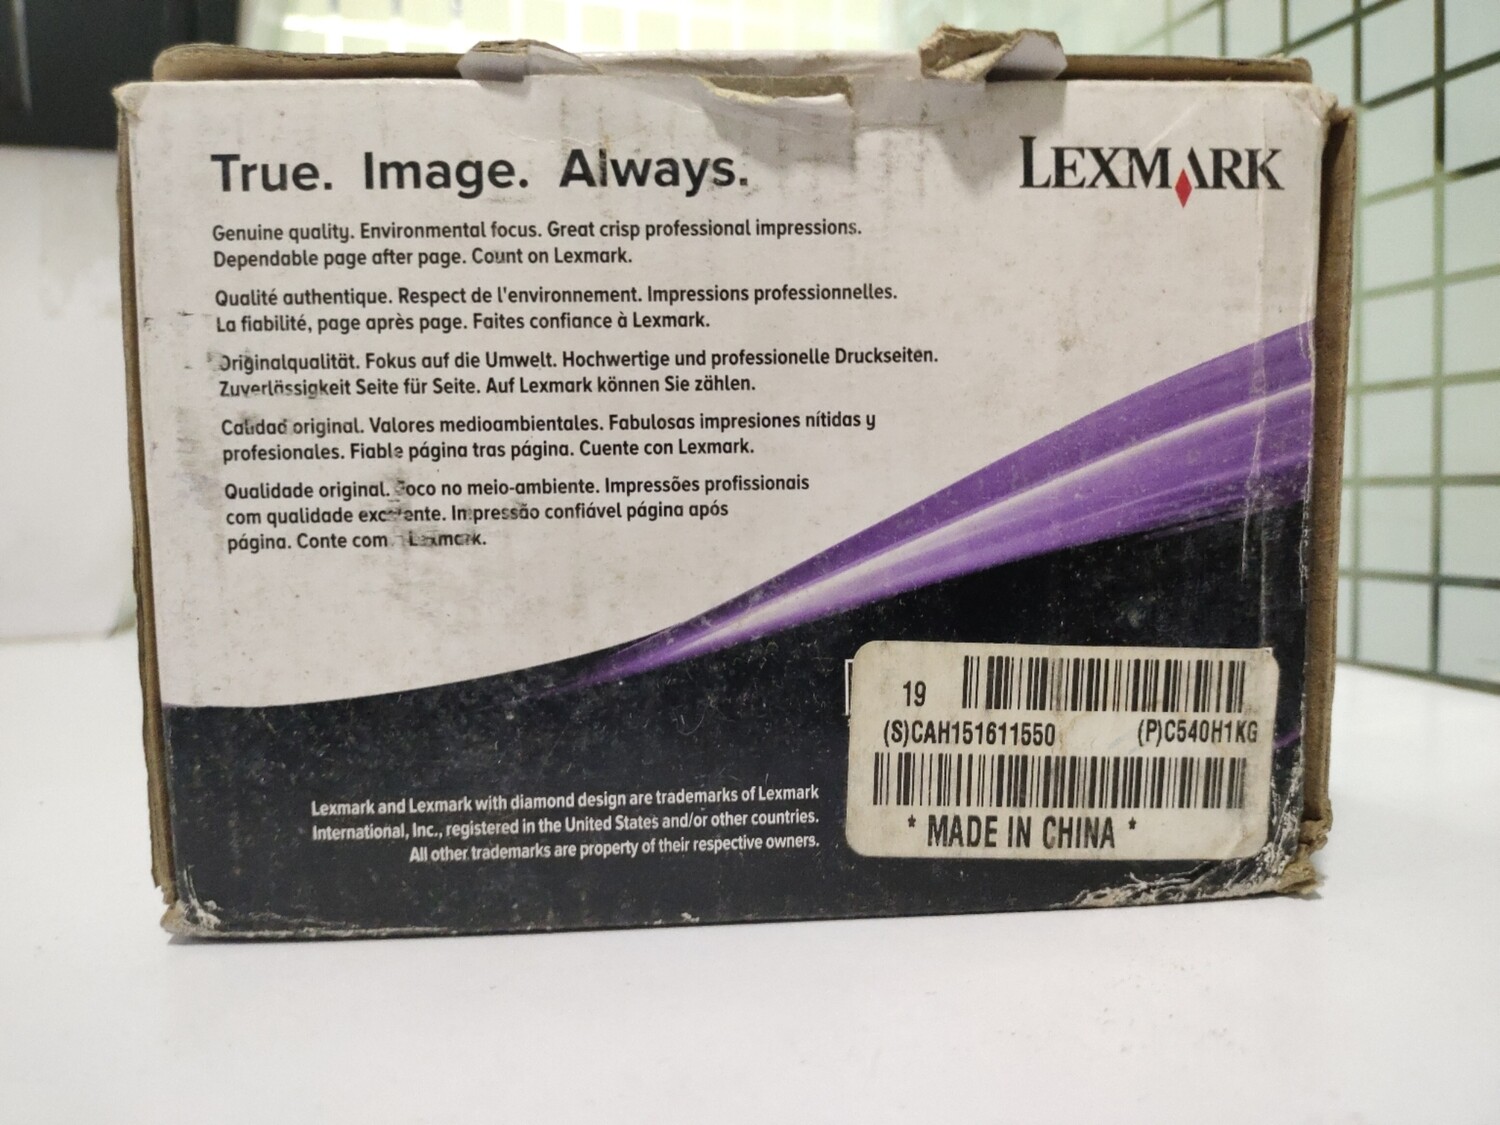 True. Image. Always.
LEXMARK
Genuine quality. Environmental focus. Great crisp professional impressions.
Dependable page after page. Count on Lexmark.
Qualité authentique. Respect de l'environnement. Impressions professionnelles.
La fiabilité, page après page. Faites confiance à Lexmark.
Originalqualität. Fokus auf die Umwelt. Hochwertige und professionelle Druckseiten.
Zuverlässigkeit Seite für Seite. Auf Lexmark können Sie zählen.
Calidad original. Valores medioambientales. Fabulosas impresiones nítidas y
profesionales. Fiable página tras página. Cuente con Lexmark.
Qualidade original. Foco no meio-ambiente. Impressões profissionais
com qualidade excelente. Impressão confiável página após
página. Conte com Lexmark.
Lexmark and Lexmark with diamond design are trademarks of Lexmark
International, Inc., registered in the United States and/or other countries.
All other trademarks are property of their respective owners.
19
(S)CAH151611550 (P)C540H1KG
* MADE IN CHINA *